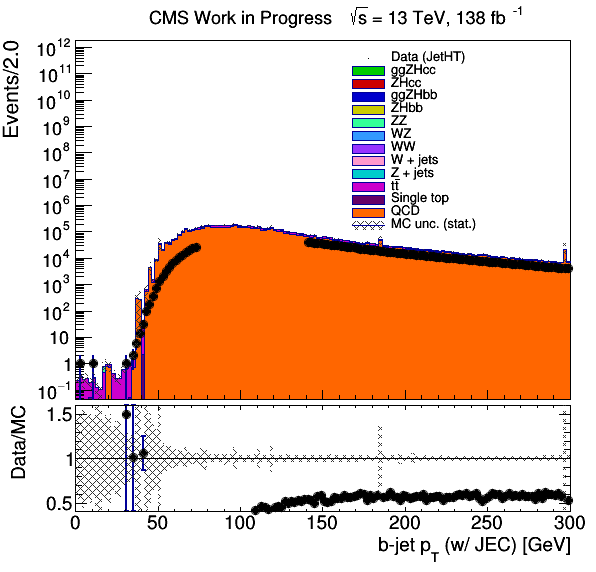 CMS Work in Progress √s = 13 TeV, 138 fb⁻¹
Events/2.0
10¹²
10¹¹
10¹⁰
10⁹
10⁸
10⁷
10⁶
10⁵
10⁴
10³
10²
10
1
10⁻¹
Data (JetHT)
ggZHcc
ZHcc
ggZHbb
ZHbb
ZZ
WZ
WW
W + jets
Z + jets
tt̄
Single top
QCD
MC unc. (stat.)
Data/MC
1.5
1
0.5
0 50 100 150 200 250 300
b-jet p_T (w/ JEC) [GeV]